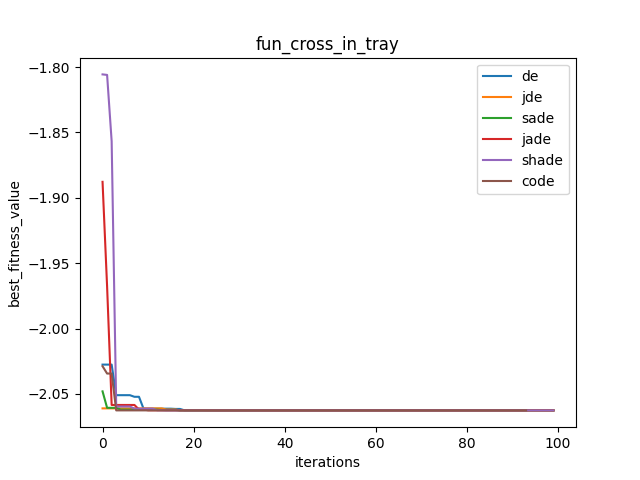 fun_cross_in_tray
best_fitness_value
−1.80
−1.85
−1.90
−1.95
−2.00
−2.05
de
jde
sade
jade
shade
code
0
20
40
60
80
100
iterations